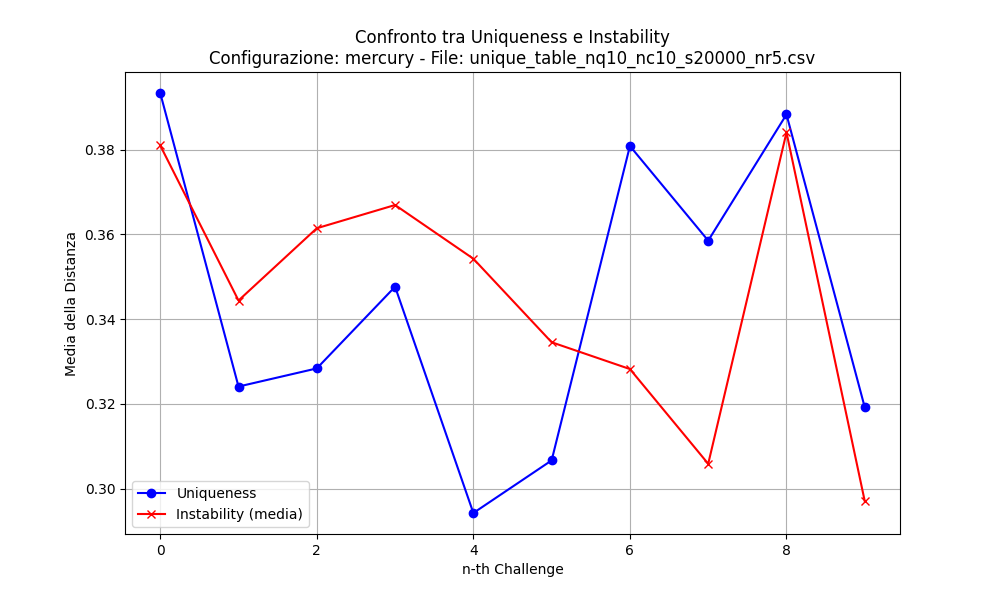 Confronto tra Uniqueness e Instability
Configurazione: mercury - File: unique_table_nq10_nc10_s20000_nr5.csv
Media della Distanza
0.38
0.36
0.34
0.32
0.30
Uniqueness
Instability (media)
0 2 4 6 8
n-th Challenge